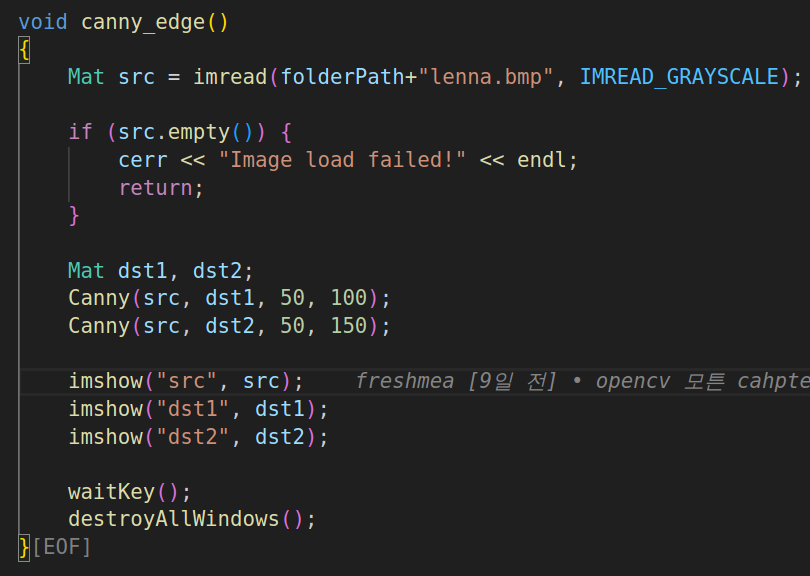 void canny_edge()
{
Mat src = imread(folderPath+"lenna.bmp", IMREAD_GRAYSCALE);
if (src.empty()) {
cerr << "Image load failed!" << endl;
return;
}
Mat dst1, dst2;
Canny(src, dst1, 50, 100);
Canny(src, dst2, 50, 150);
imshow("src", src); freshmea [9일 전] • opencv 모든 cahpte
imshow("dst1", dst1);
imshow("dst2", dst2);
waitKey();
destroyAllWindows();
}[EOF]